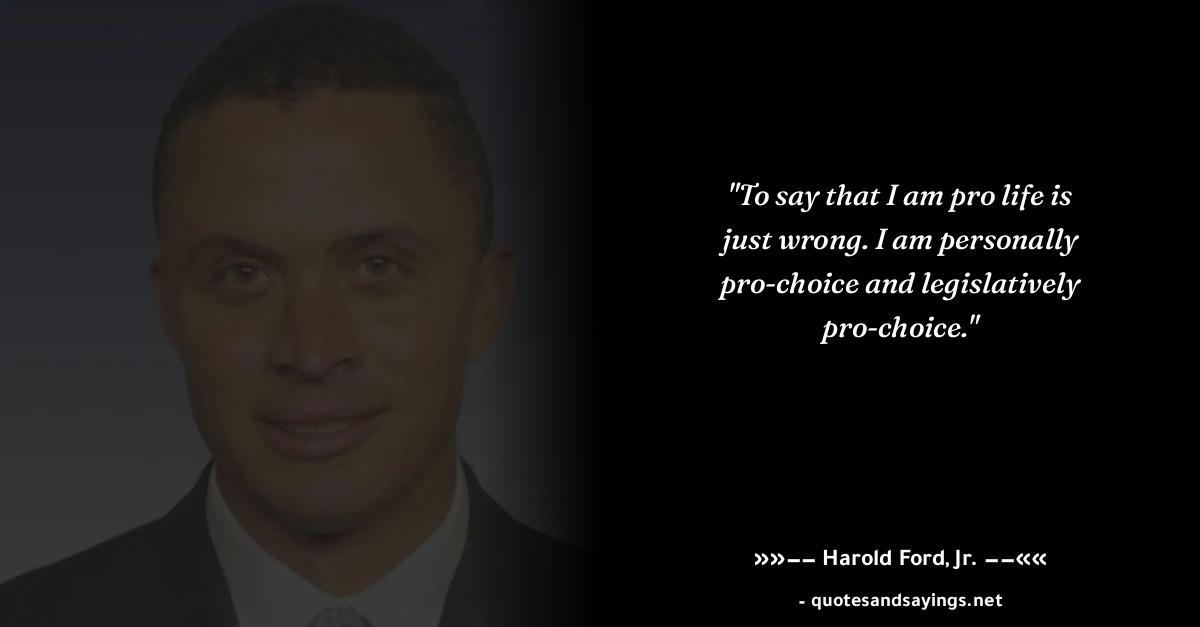 "To say that I am pro life is
just wrong. I am personally
pro-choice and legislatively
pro-choice."
»»−− Harold Ford, Jr. −−««
- quotesandsayings.net